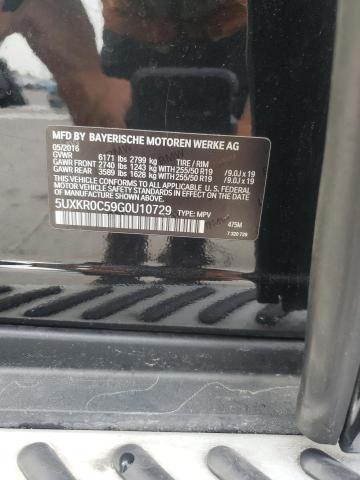 MFD BY BAYERISCHE MOTOREN WERKE AG
05/2016
GVWR 6171 lbs 2799 kg TIRE / RIM
GAWR FRONT 2740 lbs 1243 kg WITH 255/50 R19 /9.0J x 19
GAWR REAR 3589 lbs 1628 kg WITH 255/50 R19 /9.0J x 19
THIS VEHICLE CONFORMS TO ALL APPLICABLE U.S. FEDERAL
MOTOR VEHICLE SAFETY STANDARDS IN EFFECT ON THE DATE
OF MANUFACTURE SHOWN ABOVE.
5UXKR0C59G0U10729 TYPE: MPV
475M
7 320 729